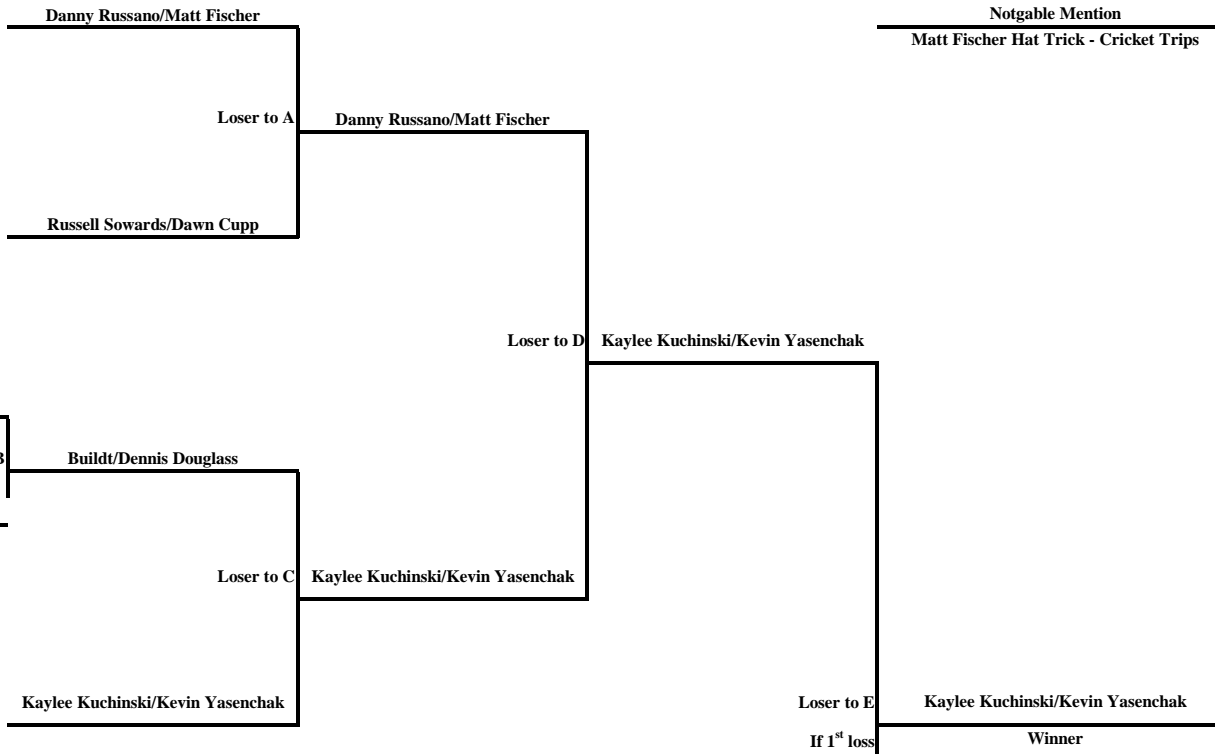 Danny Russano/Matt Fischer
Notgable Mention
Matt Fischer Hat Trick - Cricket Trips
Loser to A
Danny Russano/Matt Fischer
Russell Sowards/Dawn Cupp
Loser to D
Kaylee Kuchinski/Kevin Yasenchak
B
Buildt/Dennis Douglass
Loser to C
Kaylee Kuchinski/Kevin Yasenchak
Kaylee Kuchinski/Kevin Yasenchak
Loser to E
Kaylee Kuchinski/Kevin Yasenchak
If 1st loss
Winner